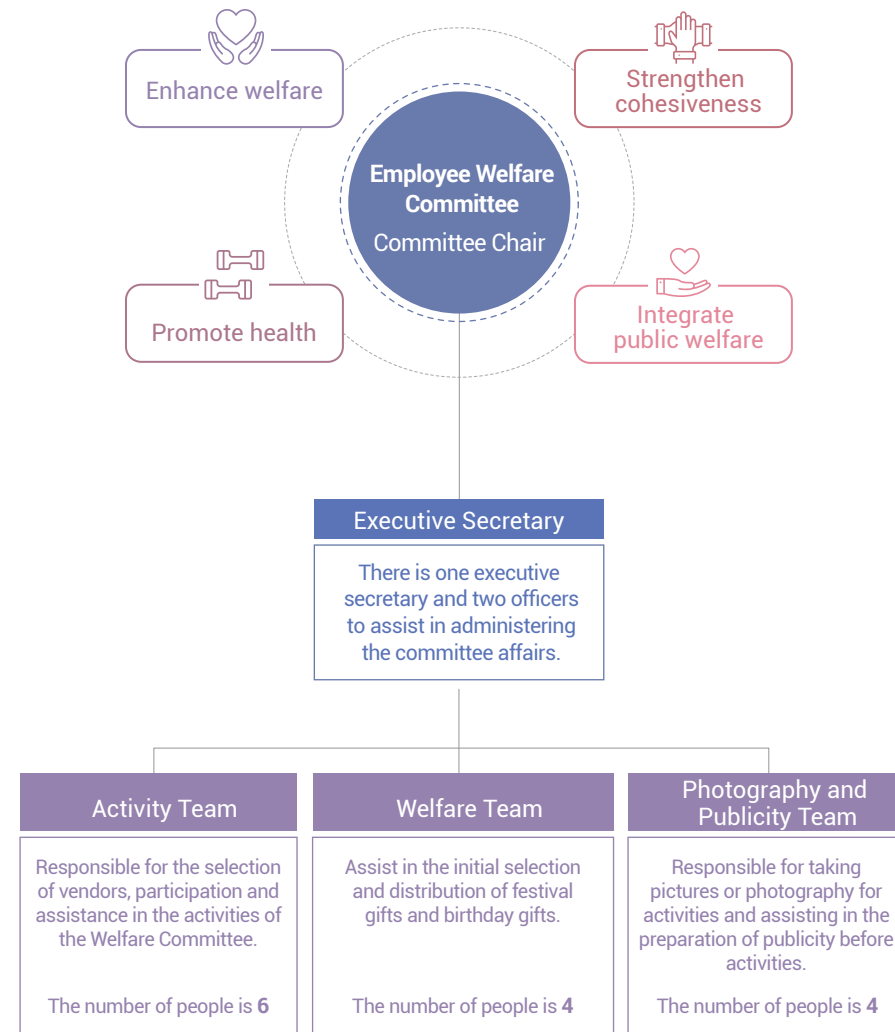 Enhance welfare
Strengthen
cohesiveness
Employee Welfare
Committee
Committee Chair
Promote health
Integrate
public welfare
Executive Secretary
There is one executive
secretary and two officers
to assist in administering
the committee affairs.
Activity Team
Responsible for the selection
of vendors, participation and
assistance in the activities of
the Welfare Committee.
The number of people is 6
Welfare Team
Assist in the initial selection
and distribution of festival
gifts and birthday gifts.
The number of people is 4
Photography and
Publicity Team
Responsible for taking
pictures or photography for
activities and assisting in the
preparation of publicity before
activities.
The number of people is 4